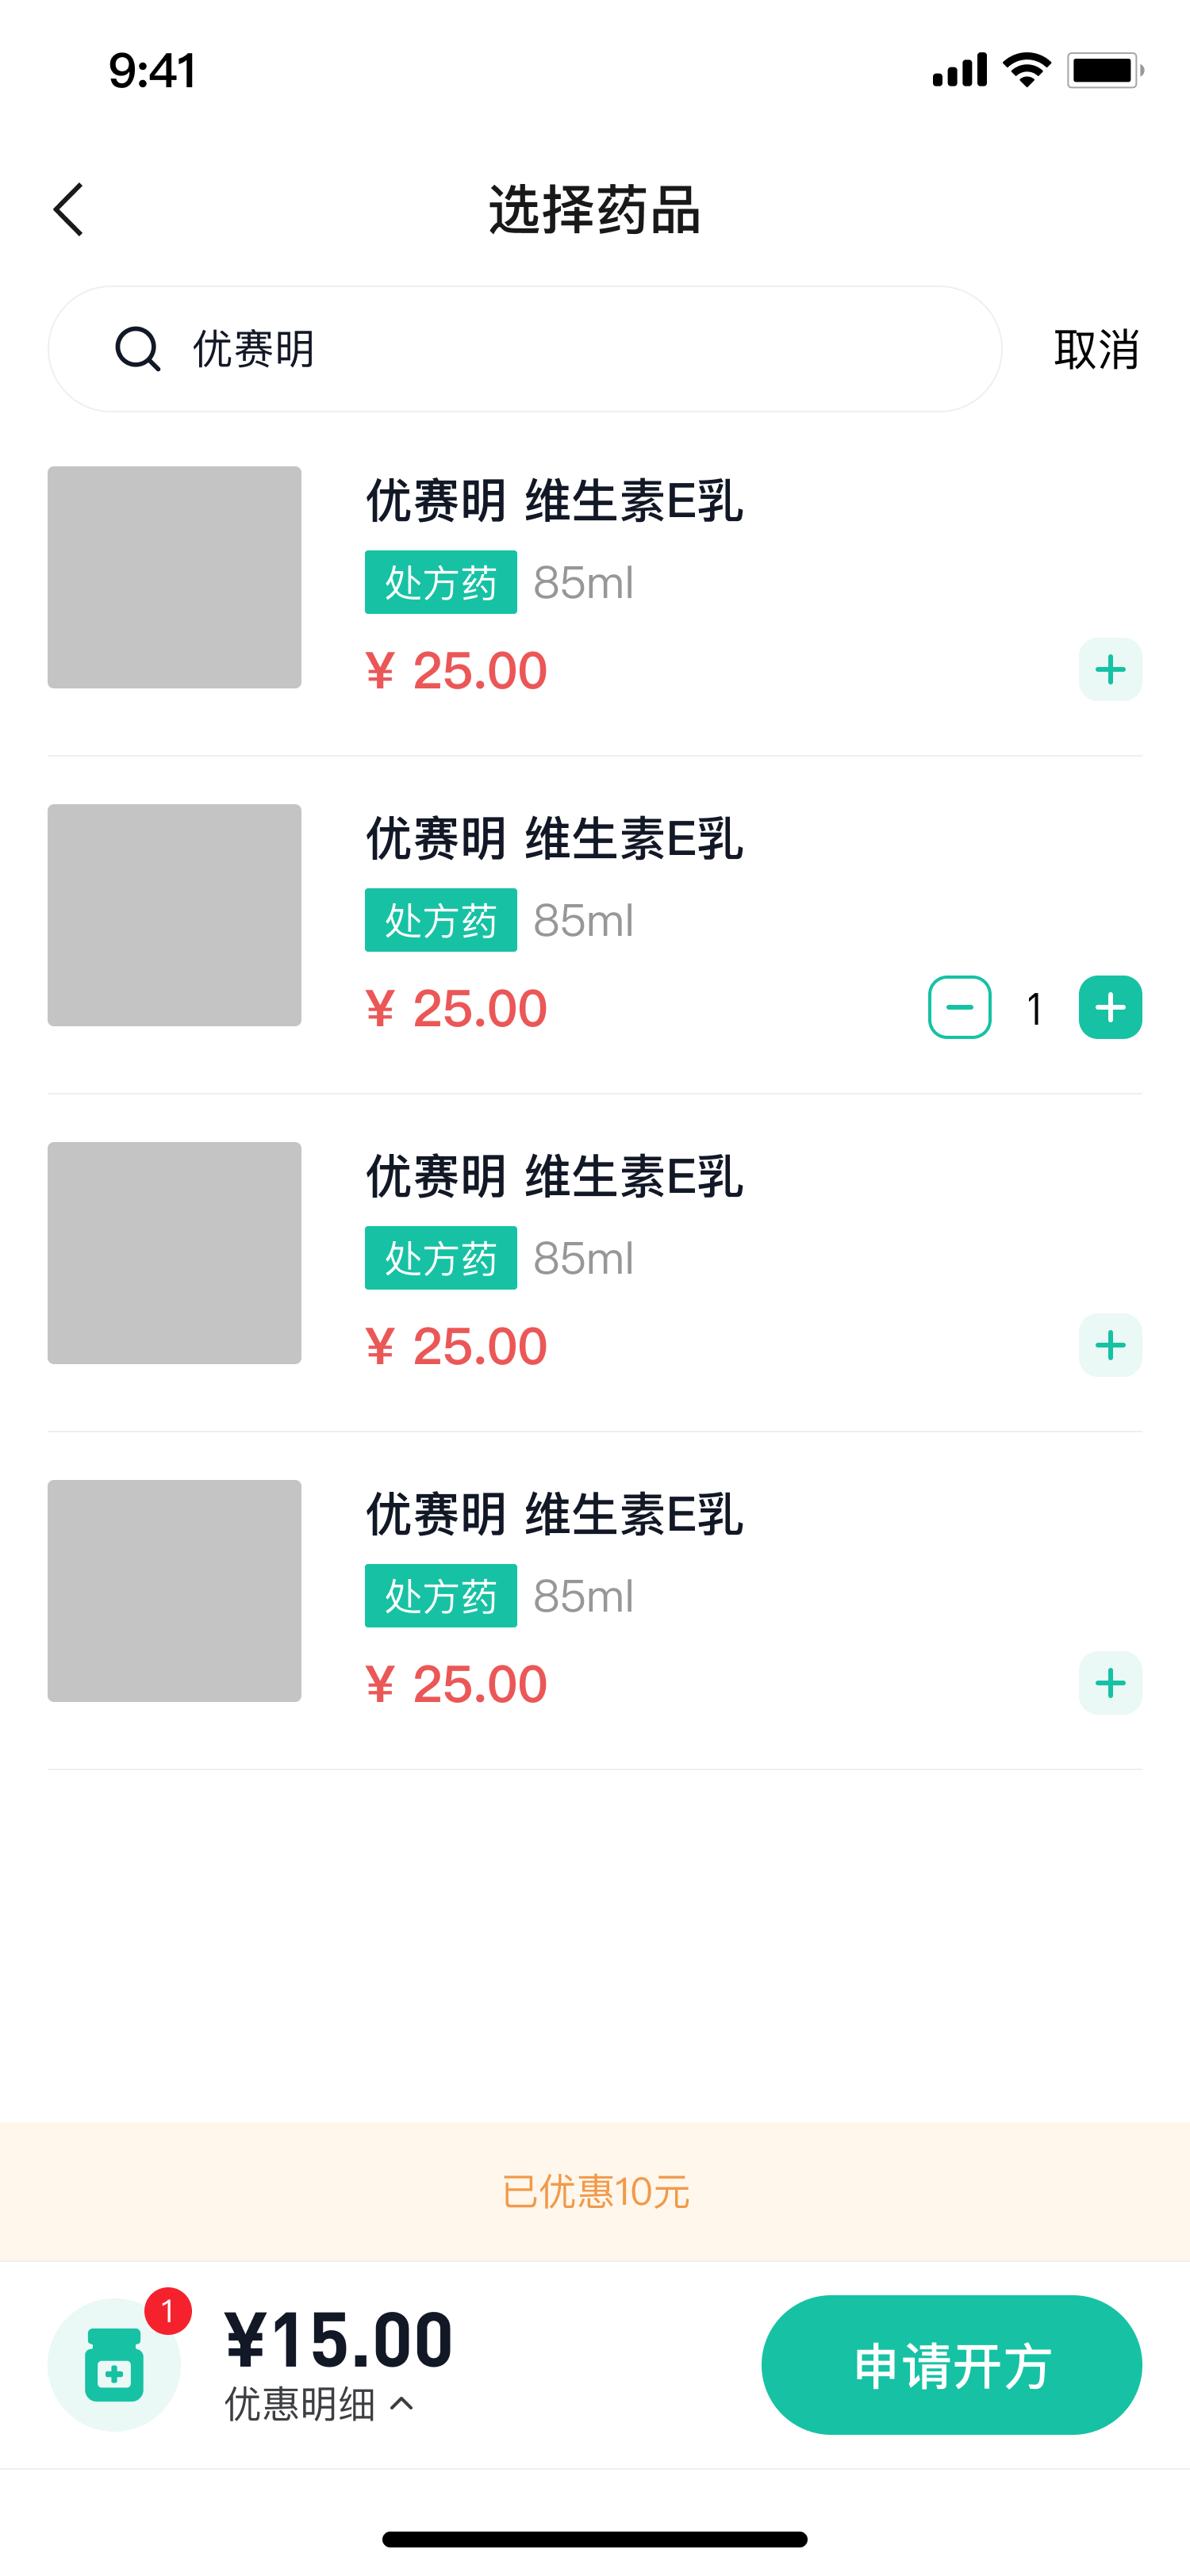 9:41
选择药品
优赛明
取消
优赛明 维生素E乳
处方药 85ml
¥ 25.00
优赛明 维生素E乳
处方药 85ml
¥ 25.00 1
优赛明 维生素E乳
处方药 85ml
¥ 25.00
优赛明 维生素E乳
处方药 85ml
¥ 25.00
已优惠10元
1
¥15.00
优惠明细
申请开方